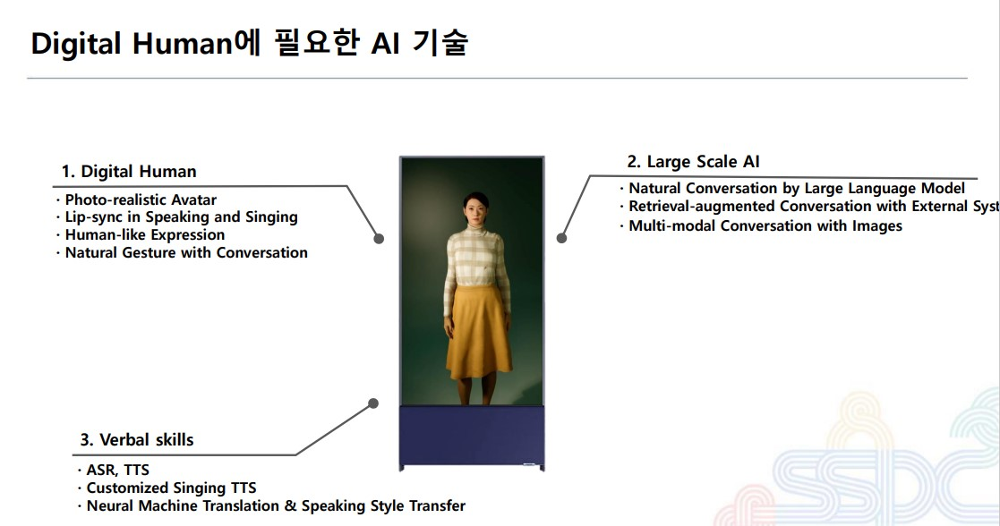 Digital Human에 필요한 AI 기술
1. Digital Human
· Photo-realistic Avatar
· Lip-sync in Speaking and Singing
· Human-like Expression
· Natural Gesture with Conversation
2. Large Scale AI
· Natural Conversation by Large Language Model
· Retrieval-augmented Conversation with External Syst
· Multi-modal Conversation with Images
3. Verbal skills
· ASR, TTS
· Customized Singing TTS
· Neural Machine Translation & Speaking Style Transfer
sspc